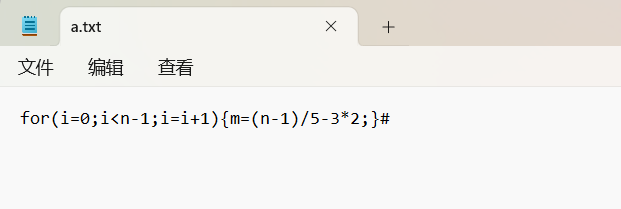 a.txt
文件 编辑 查看
for(i=0;i<n-1;i=i+1){m=(n-1)/5-3*2;}#